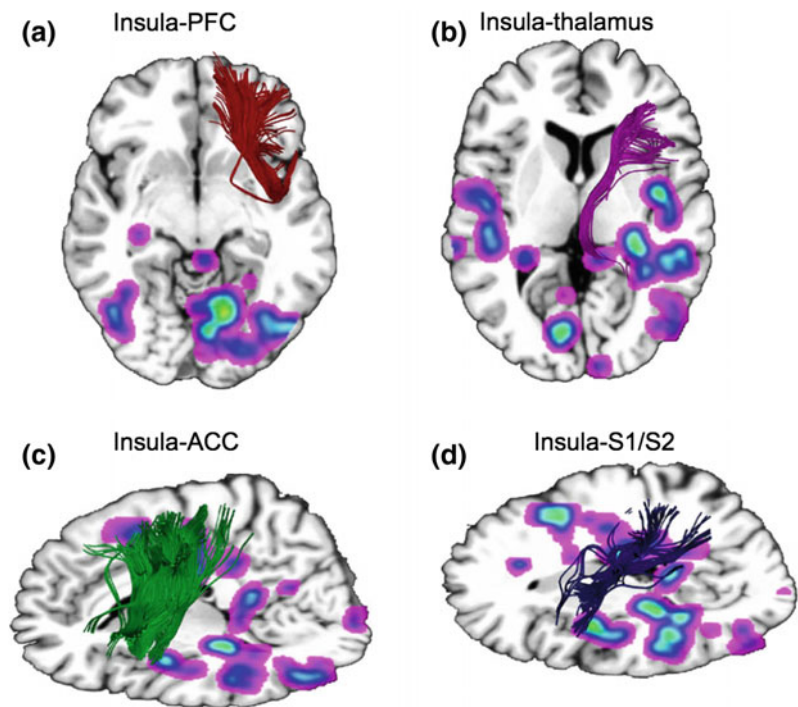 (a) Insula-PFC
(b) Insula-thalamus
(c) Insula-ACC
(d) Insula-S1/S2